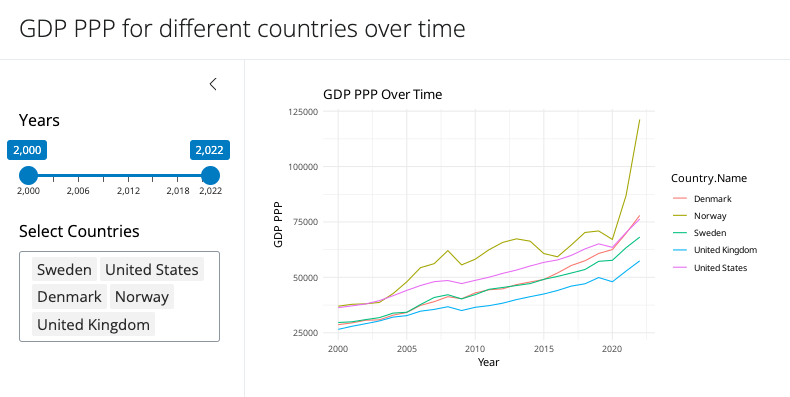 GDP PPP for different countries over time
Years
2,000 2,022
2,000 2,006 2,012 2,018 2,022
Select Countries
Sweden United States
Denmark Norway
United Kingdom
GDP PPP Over Time
125000
100000
75000
50000
25000
GDP PPP
2000 2005 2010 2015 2020
Year
Country.Name
Denmark
Norway
Sweden
United Kingdom
United States